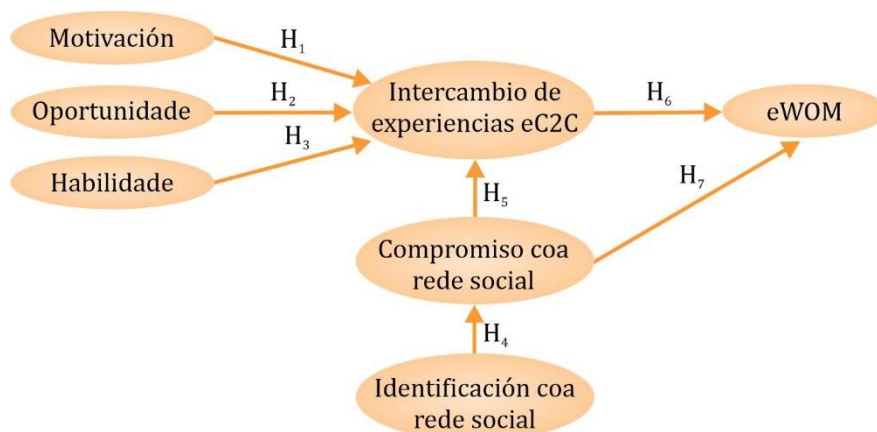 Motivación
H₁
Oportunidade
H₂
Habilidade
H₃
Intercambio de
experiencias eC2C
H₆
eWOM
H₅
H₇
Compromiso coa
rede social
H₄
Identificación coa
rede social